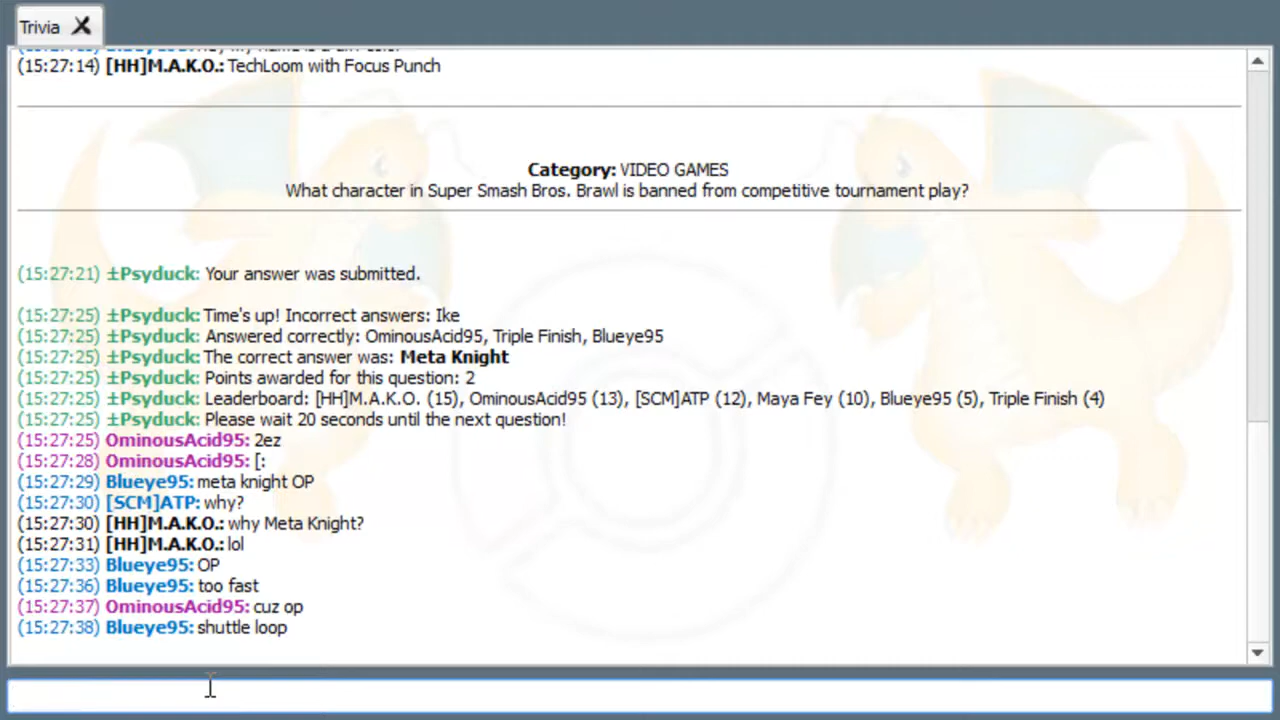 Trivia X
(15:27:14) [HH]M.A.K.O.: TechLoom with Focus Punch
Category: VIDEO GAMES
What character in Super Smash Bros. Brawl is banned from competitive tournament play?
(15:27:21) ±Psyduck: Your answer was submitted.
(15:27:25) ±Psyduck: Time's up! Incorrect answers: Ike
(15:27:25) ±Psyduck: Answered correctly: OminousAcid95, Triple Finish, Blueye95
(15:27:25) ±Psyduck: The correct answer was: Meta Knight
(15:27:25) ±Psyduck: Points awarded for this question: 2
(15:27:25) ±Psyduck: Leaderboard: [HH]M.A.K.O. (15), OminousAcid95 (13), [SCM]ATP (12), Maya Fey (10), Blueye95 (5), Triple Finish (4)
(15:27:25) ±Psyduck: Please wait 20 seconds until the next question!
(15:27:25) OminousAcid95: 2ez
(15:27:28) OminousAcid95: [:
(15:27:29) Blueye95: meta knight OP
(15:27:30) [SCM]ATP: why?
(15:27:30) [HH]M.A.K.O.: why Meta Knight?
(15:27:31) [HH]M.A.K.O.: lol
(15:27:33) Blueye95: OP
(15:27:36) Blueye95: too fast
(15:27:37) OminousAcid95: cuz op
(15:27:38) Blueye95: shuttle loop